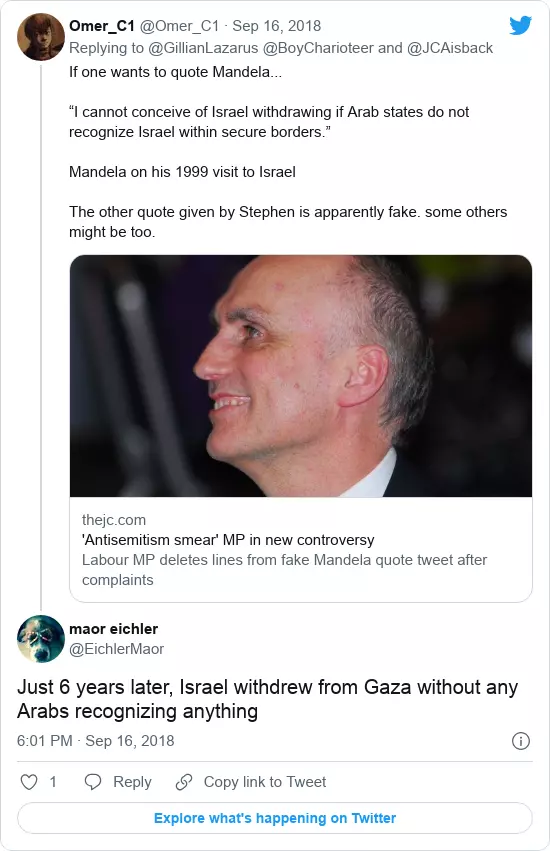 Omer_C1 @Omer_C1 · Sep 16, 2018
Replying to @GillianLazarus @BoyCharioteer and @JCAisback
If one wants to quote Mandela...
“I cannot conceive of Israel withdrawing if Arab states do not
recognize Israel within secure borders.”
Mandela on his 1999 visit to Israel
The other quote given by Stephen is apparently fake. some others
might be too.
thejc.com
'Antisemitism smear' MP in new controversy
Labour MP deletes lines from fake Mandela quote tweet after
complaints
maor eichler
@EichlerMaor
Just 6 years later, Israel withdrew from Gaza without any
Arabs recognizing anything
6:01 PM · Sep 16, 2018
1 Reply Copy link to Tweet
Explore what's happening on Twitter